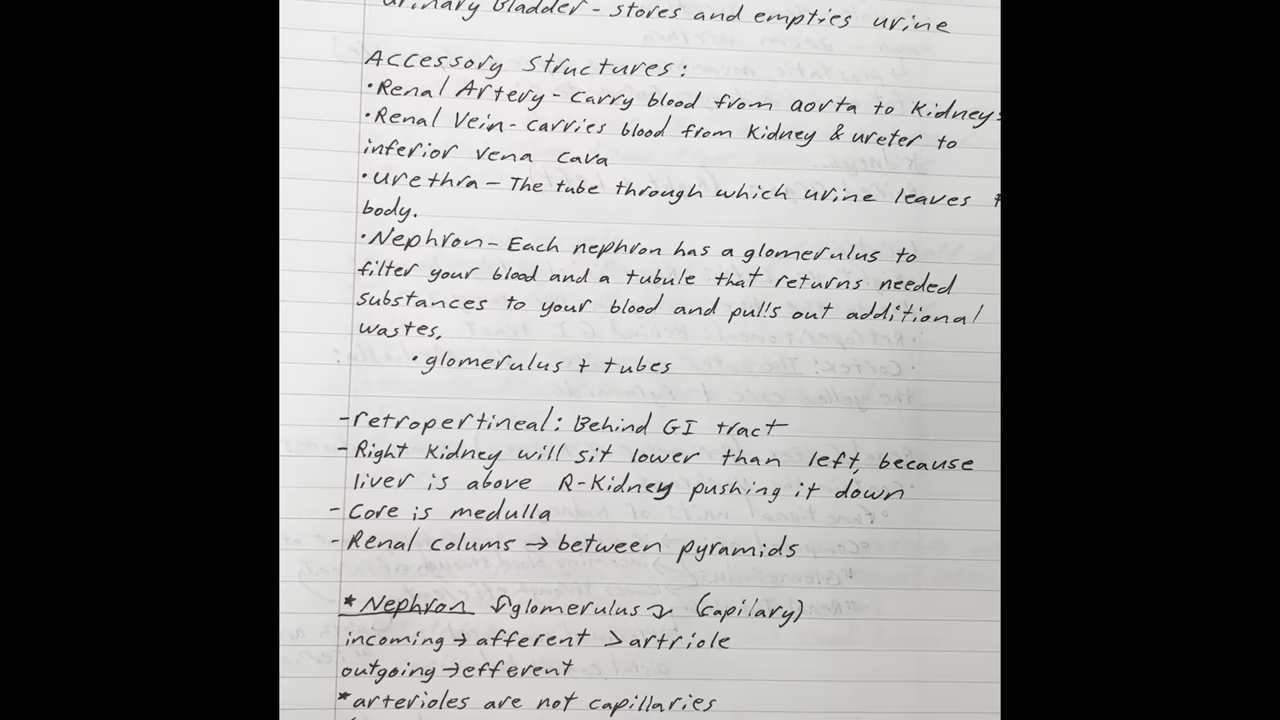 urinary Bladder - stores and empties urine
Accessory structures:
•Renal Artery - Carry blood from aorta to Kidneys
•Renal Vein - carries blood from Kidney & ureter to
inferior vena cava
•urethra - The tube through which urine leaves
body.
•Nephron - Each nephron has a glomerulus to
filter your blood and a tubule that returns needed
substances to your blood and pulls out additional
wastes.
•glomerulus + tubes
-retropertineal: Behind GI tract
-Right Kidney will sit lower than left, because
liver is above R-Kidney pushing it down
-Core is medulla
-Renal colums → between pyramids
*Nephron ↓glomerulus↘ (capilary)
incoming → afferent > artriole
outgoing → efferent
*arterioles are not capillaries